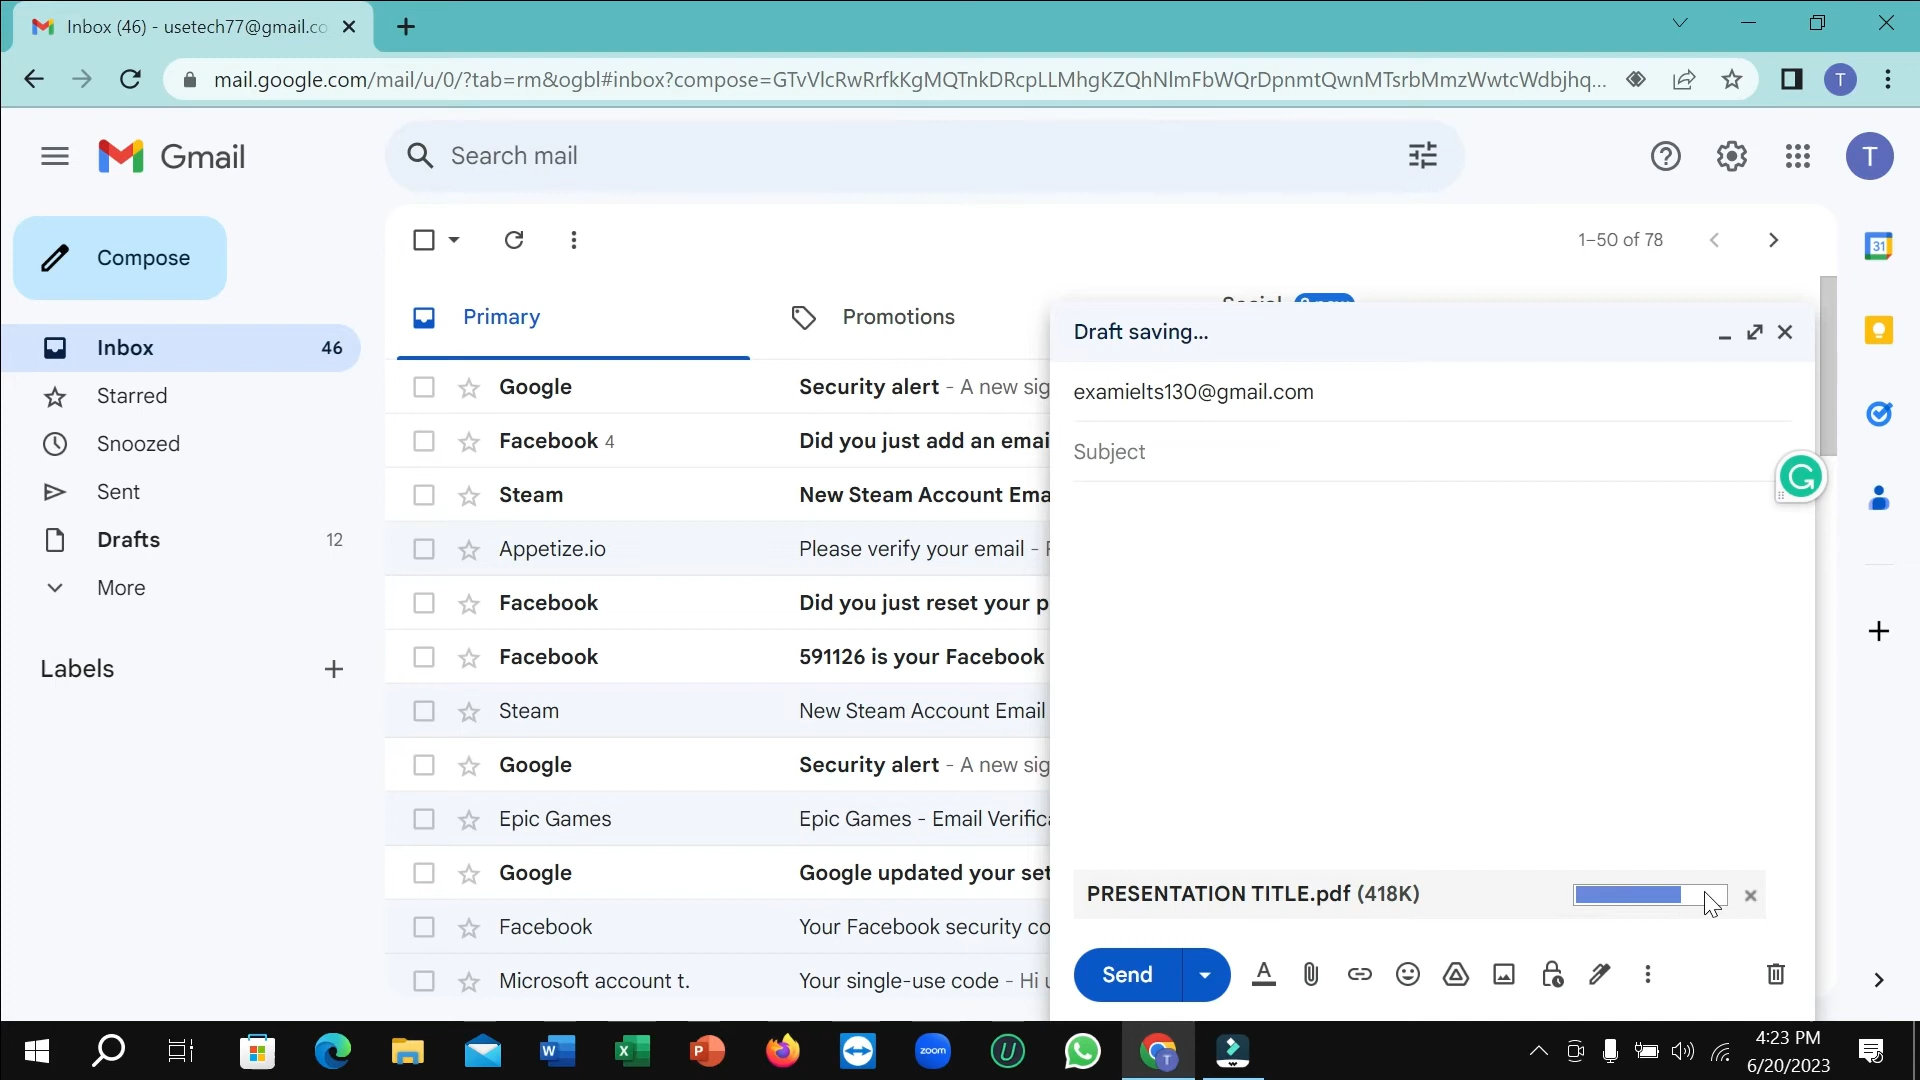 Inbox (46) - usetech77@gmail.co
mail.google.com/mail/u/0/?tab=rm&ogbl#inbox?compose=GTvVlcRwRrfkKgMQTnkDRcpLLMhgKZQhNlmFbWQrDpnmtQwnMTsrbMmzWwtcWdbjhq...
T
Gmail
Search mail
T
Compose
1–50 of 78
31
Primary
Promotions
Inbox 46
Starred
Snoozed
Sent
Drafts 12
More
Labels
Google Security alert - A new sig
Facebook 4 Did you just add an emai
Steam New Steam Account Ema
Appetize.io Please verify your email -
Facebook Did you just reset your p
Facebook 591126 is your Facebook
Steam New Steam Account Email
Google Security alert - A new sig
Epic Games Epic Games - Email Verific
Google Google updated your set
Facebook Your Facebook security co
Microsoft account t. Your single-use code - Hi
Draft saving...
examielts130@gmail.com
Subject
PRESENTATION TITLE.pdf (418K)
Send
zoom
4:23 PM
6/20/2023